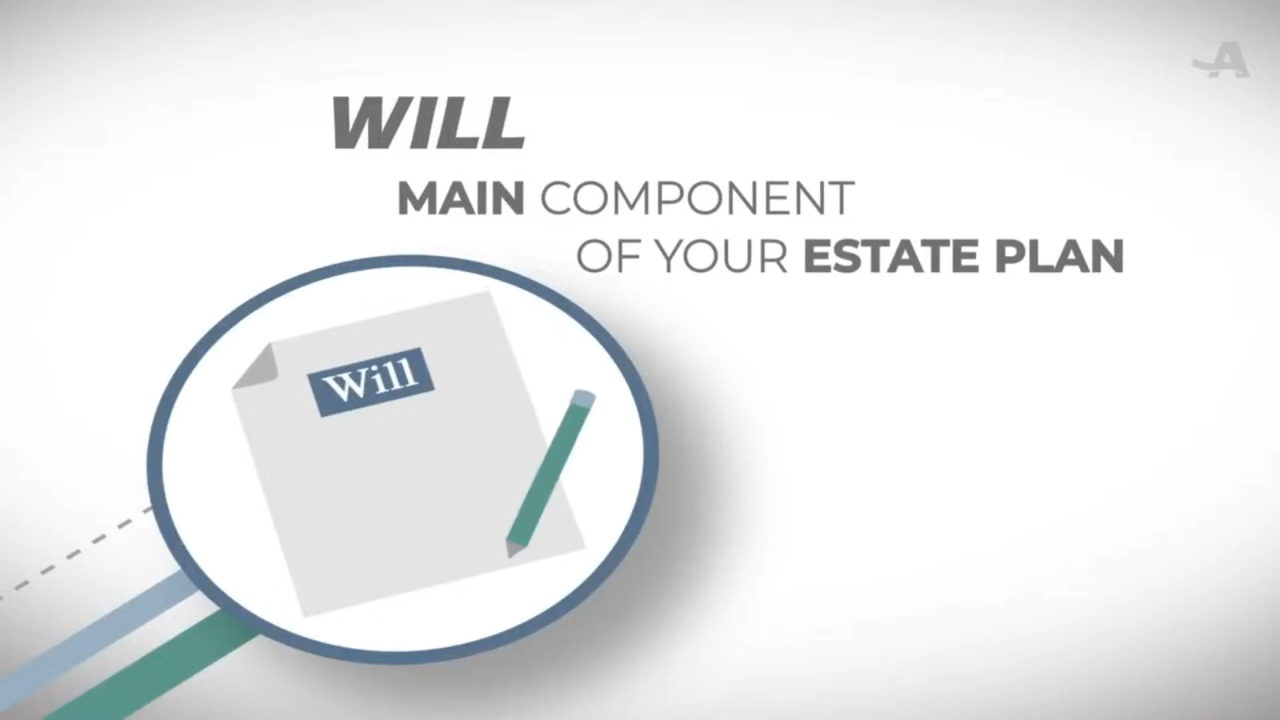 WILL
MAIN COMPONENT
OF YOUR ESTATE PLAN
Will
A